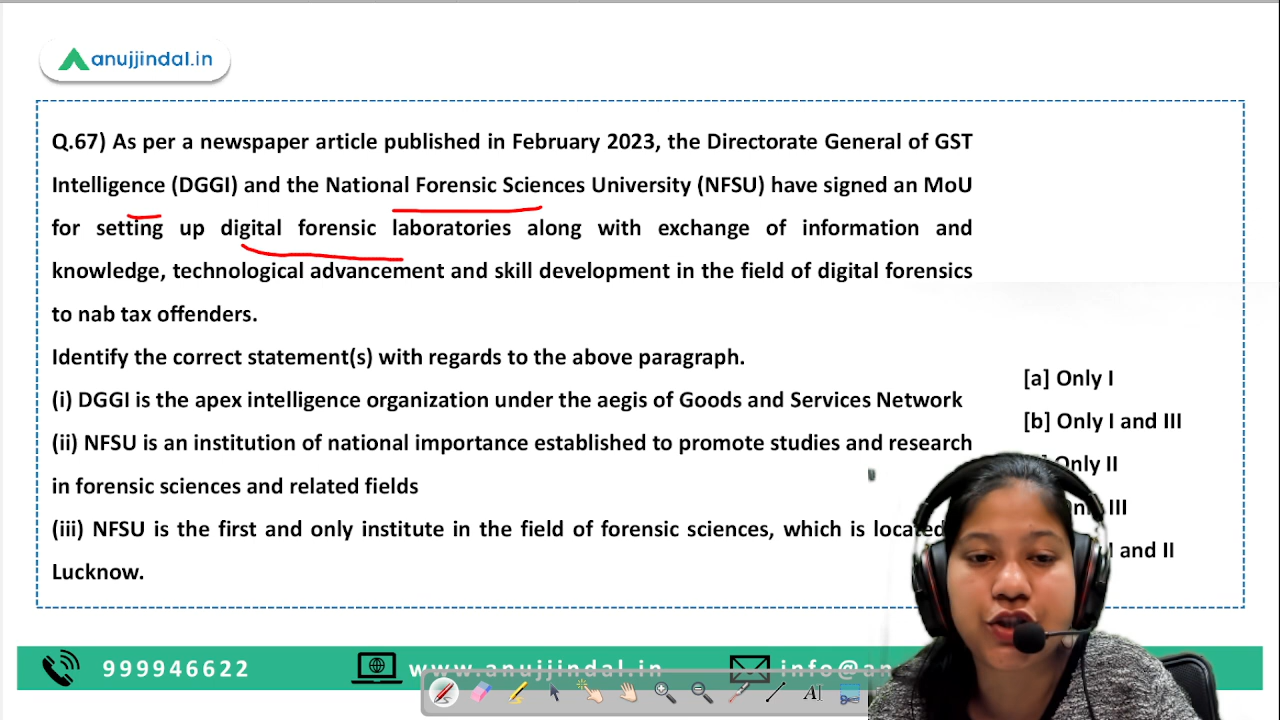 anujjindal.in
Q.67) As per a newspaper article published in February 2023, the Directorate General of GST
Intelligence (DGGI) and the National Forensic Sciences University (NFSU) have signed an MoU
for setting up digital forensic laboratories along with exchange of information and
knowledge, technological advancement and skill development in the field of digital forensics
to nab tax offenders.
Identify the correct statement(s) with regards to the above paragraph.
(i) DGGI is the apex intelligence organization under the aegis of Goods and Services Network
(ii) NFSU is an institution of national importance established to promote studies and research
in forensic sciences and related fields
(iii) NFSU is the first and only institute in the field of forensic sciences, which is located
Lucknow.
[a] Only I
[b] Only I and III
Only II
III
I and II
999946622
www.anujjindal.in
info@an